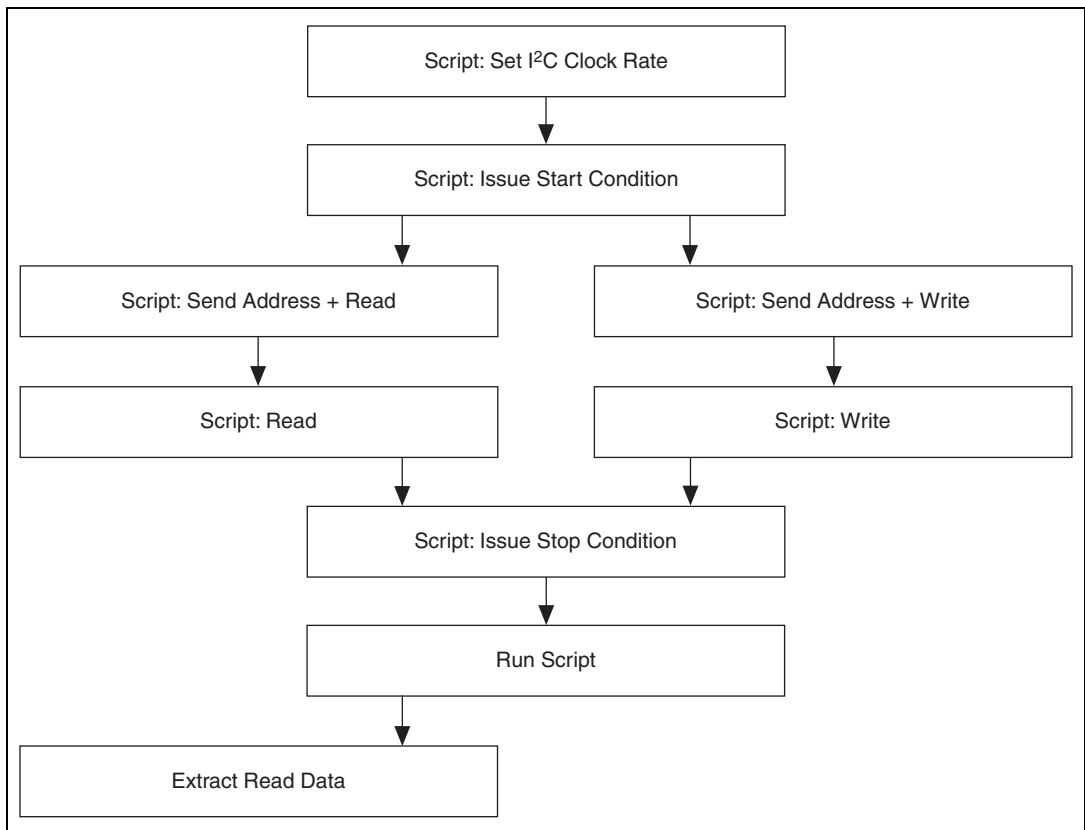 Script: Set I²C Clock Rate
Script: Issue Start Condition
Script: Send Address + Read
Script: Send Address + Write
Script: Read
Script: Write
Script: Issue Stop Condition
Run Script
Extract Read Data